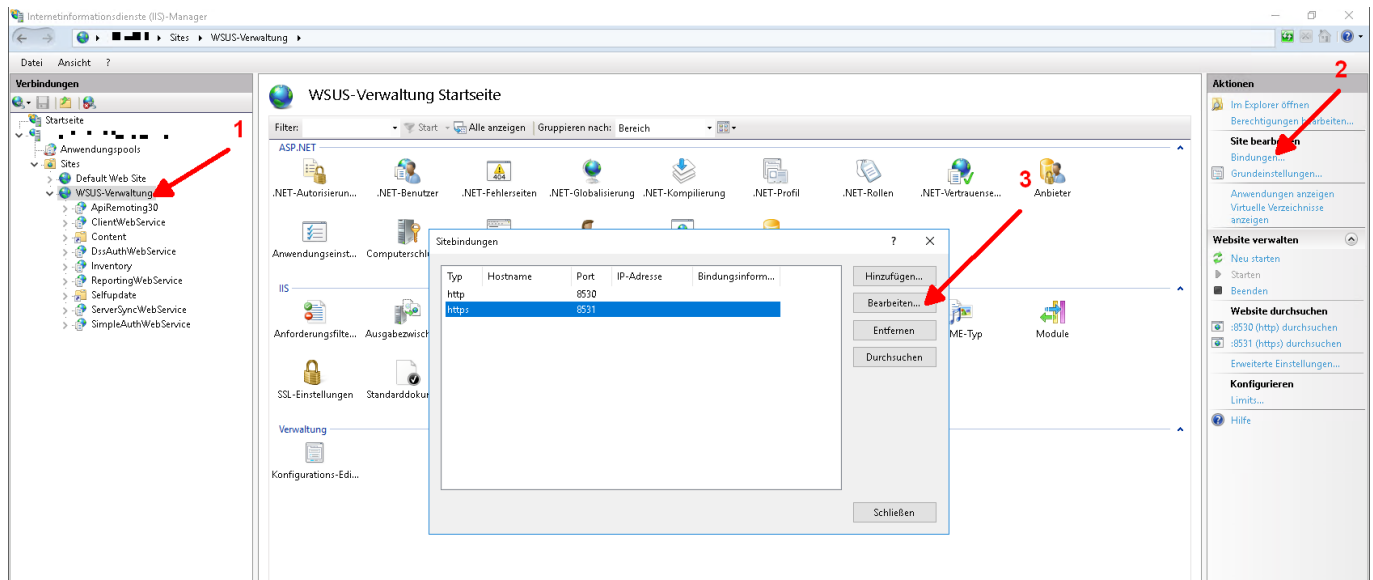 Internetinformationsdienste (IIS)-Manager
Sites WSUS-Verwaltung
Datei Ansicht ?
Verbindungen
Startseite
Anwendungspools
Sites
Default Web Site
WSUS-Verwaltung
ApiRemoting30
ClientWebService
Content
DssAuthWebService
Inventory
ReportingWebService
Selfupdate
ServerSyncWebService
SimpleAuthWebService
1
WSUS-Verwaltung Startseite
Filter: Start Alle anzeigen Gruppieren nach: Bereich
ASP.NET
.NET-Autorisierun... .NET-Benutzer .NET-Fehlerseiten .NET-Globalisierung .NET-Kompilierung .NET-Profil .NET-Rollen .NET-Vertrauense... Anbieter
Anwendungseinst...
IIS
Anforderungsfilte... Module
SSL-Einstellungen
Verwaltung
Konfigurations-Edi...
Sitebindungen ?
Typ Hostname Port IP-Adresse Bindungsinform...
http 8530
https 8531
Hinzufügen...
Bearbeiten...
Entfernen
Durchsuchen
Schließen
3
Aktionen
2
Im Explorer öffnen
Berechtigungen bearbeiten...
Site bearbeiten
Bindungen...
Grundeinstellungen...
Anwendungen anzeigen
Virtuelle Verzeichnisse
anzeigen
Website verwalten
Neu starten
Starten
Beenden
Website durchsuchen
:8530 (http) durchsuchen
:8531 (https) durchsuchen
Erweiterte Einstellungen...
Konfigurieren
Limits...
Hilfe